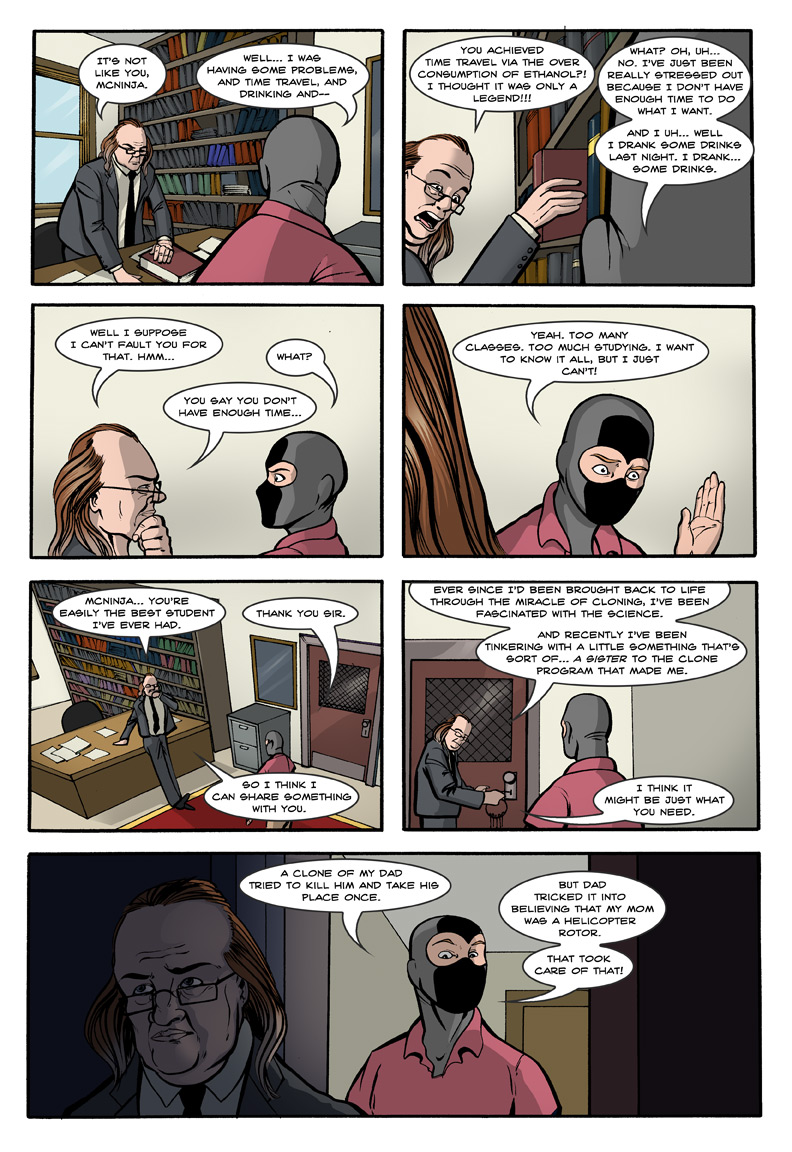 IT'S NOT
LIKE YOU,
MCNINJA.
WELL... I WAS
HAVING SOME PROBLEMS,
AND TIME TRAVEL, AND
DRINKING AND--
YOU ACHIEVED
TIME TRAVEL VIA THE OVER
CONSUMPTION OF ETHANOL?!
I THOUGHT IT WAS ONLY A
LEGEND!!!
WHAT? OH, UH...
NO. I'VE JUST BEEN
REALLY STRESSED OUT
BECAUSE I DON'T HAVE
ENOUGH TIME TO DO
WHAT I WANT.
AND I UH... WELL
I DRANK SOME DRINKS
LAST NIGHT. I DRANK...
SOME DRINKS.
WELL I SUPPOSE
I CAN'T FAULT YOU FOR
THAT. HMM...
WHAT?
YOU SAY YOU DON'T
HAVE ENOUGH TIME...
YEAH. TOO MANY
CLASSES. TOO MUCH STUDYING. I WANT
TO KNOW IT ALL, BUT I JUST
CAN'T!
MCNINJA... YOU'RE
EASILY THE BEST STUDENT
I'VE EVER HAD.
THANK YOU SIR.
SO I THINK I
CAN SHARE SOMETHING
WITH YOU.
EVER SINCE I'D BEEN BROUGHT BACK TO LIFE
THROUGH THE MIRACLE OF CLONING, I'VE BEEN
FASCINATED WITH THE SCIENCE.
AND RECENTLY I'VE BEEN
TINKERING WITH A LITTLE SOMETHING THAT'S
SORT OF... A SISTER TO THE CLONE
PROGRAM THAT MADE ME.
I THINK IT
MIGHT BE JUST WHAT
YOU NEED.
A CLONE OF MY DAD
TRIED TO KILL HIM AND TAKE HIS
PLACE ONCE.
BUT DAD
TRICKED IT INTO
BELIEVING THAT MY MOM
WAS A HELICOPTER
ROTOR.
THAT TOOK
CARE OF THAT!